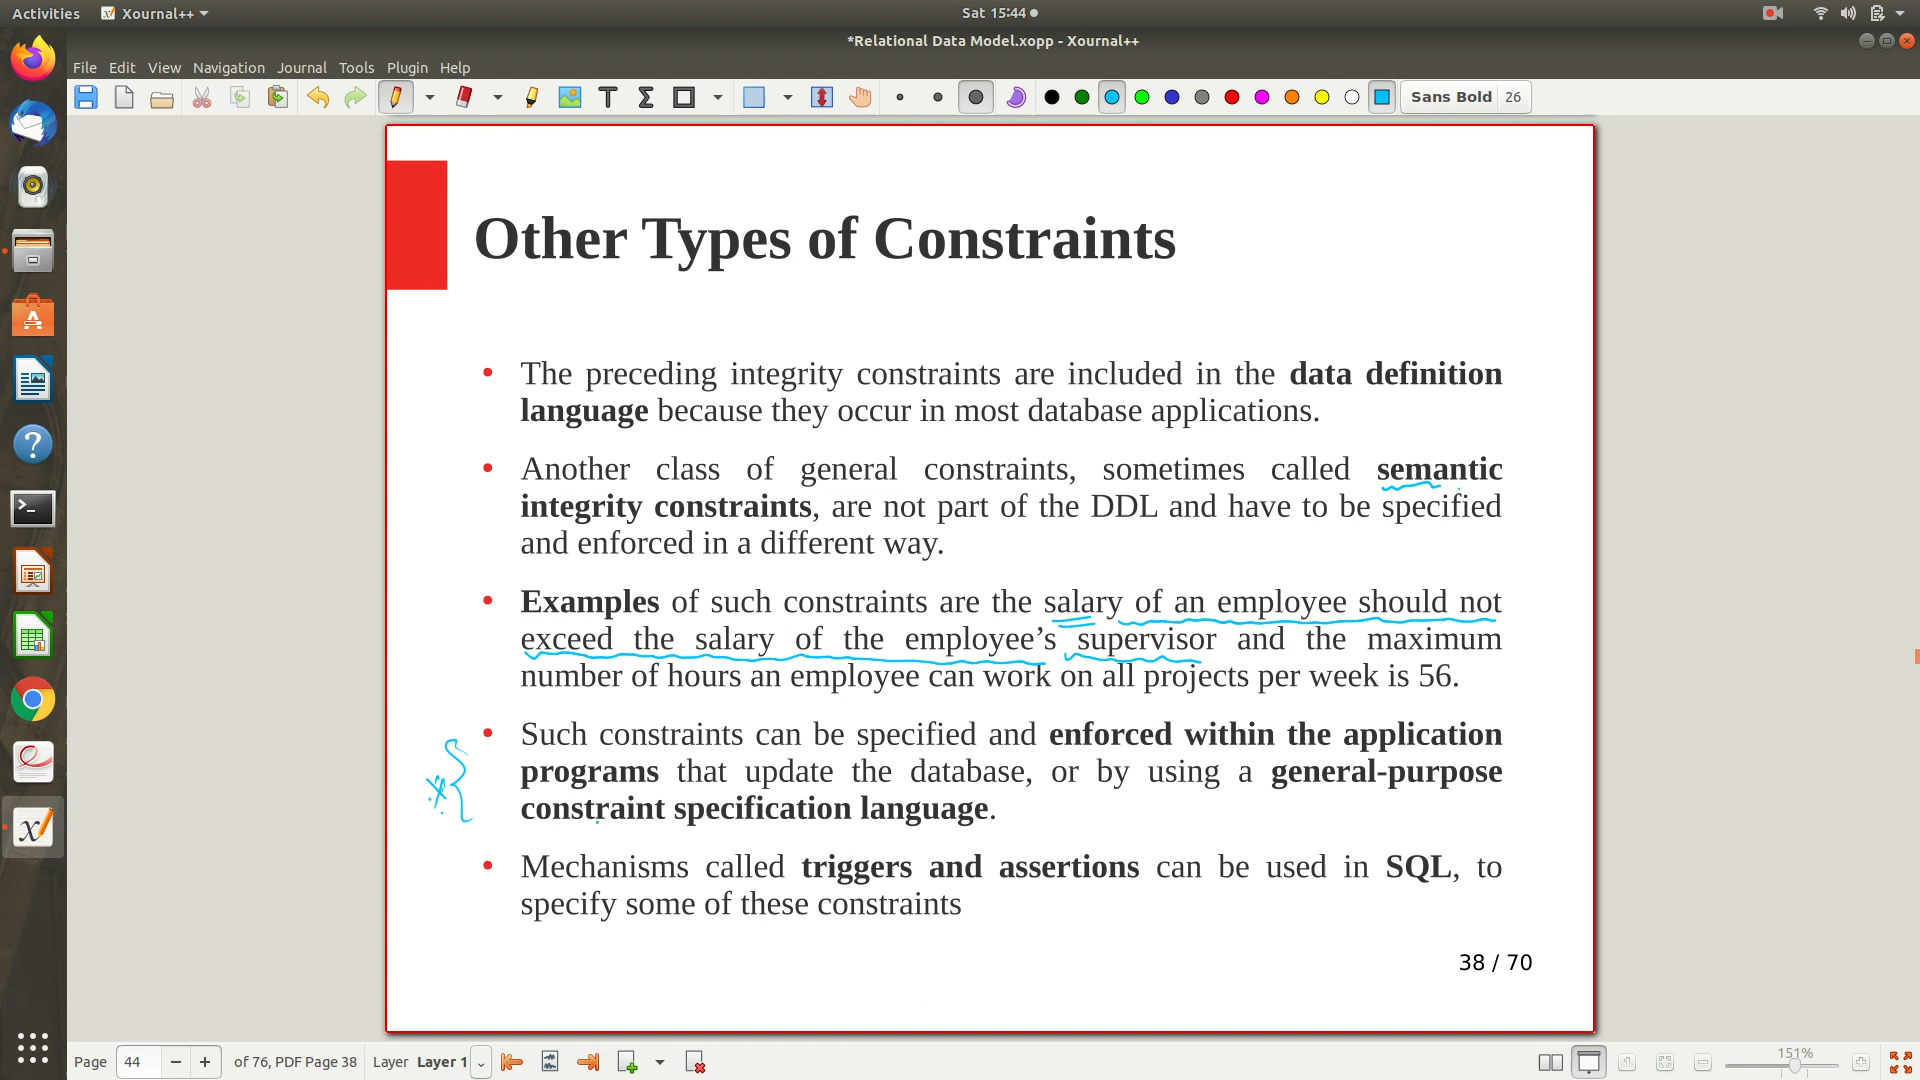 Activities Xournal++ Sat 15:44
*Relational Data Model.xopp - Xournal++
File Edit View Navigation Journal Tools Plugin Help
Sans Bold 26
Other Types of Constraints
• The preceding integrity constraints are included in the data definition
language because they occur in most database applications.
• Another class of general constraints, sometimes called semantic
integrity constraints, are not part of the DDL and have to be specified
and enforced in a different way.
• Examples of such constraints are the salary of an employee should not
exceed the salary of the employee’s supervisor and the maximum
number of hours an employee can work on all projects per week is 56.
• Such constraints can be specified and enforced within the application
programs that update the database, or by using a general-purpose
constraint specification language.
• Mechanisms called triggers and assertions can be used in SQL, to
specify some of these constraints
38 / 70
Page 44 of 76, PDF Page 38 Layer Layer 1 151%